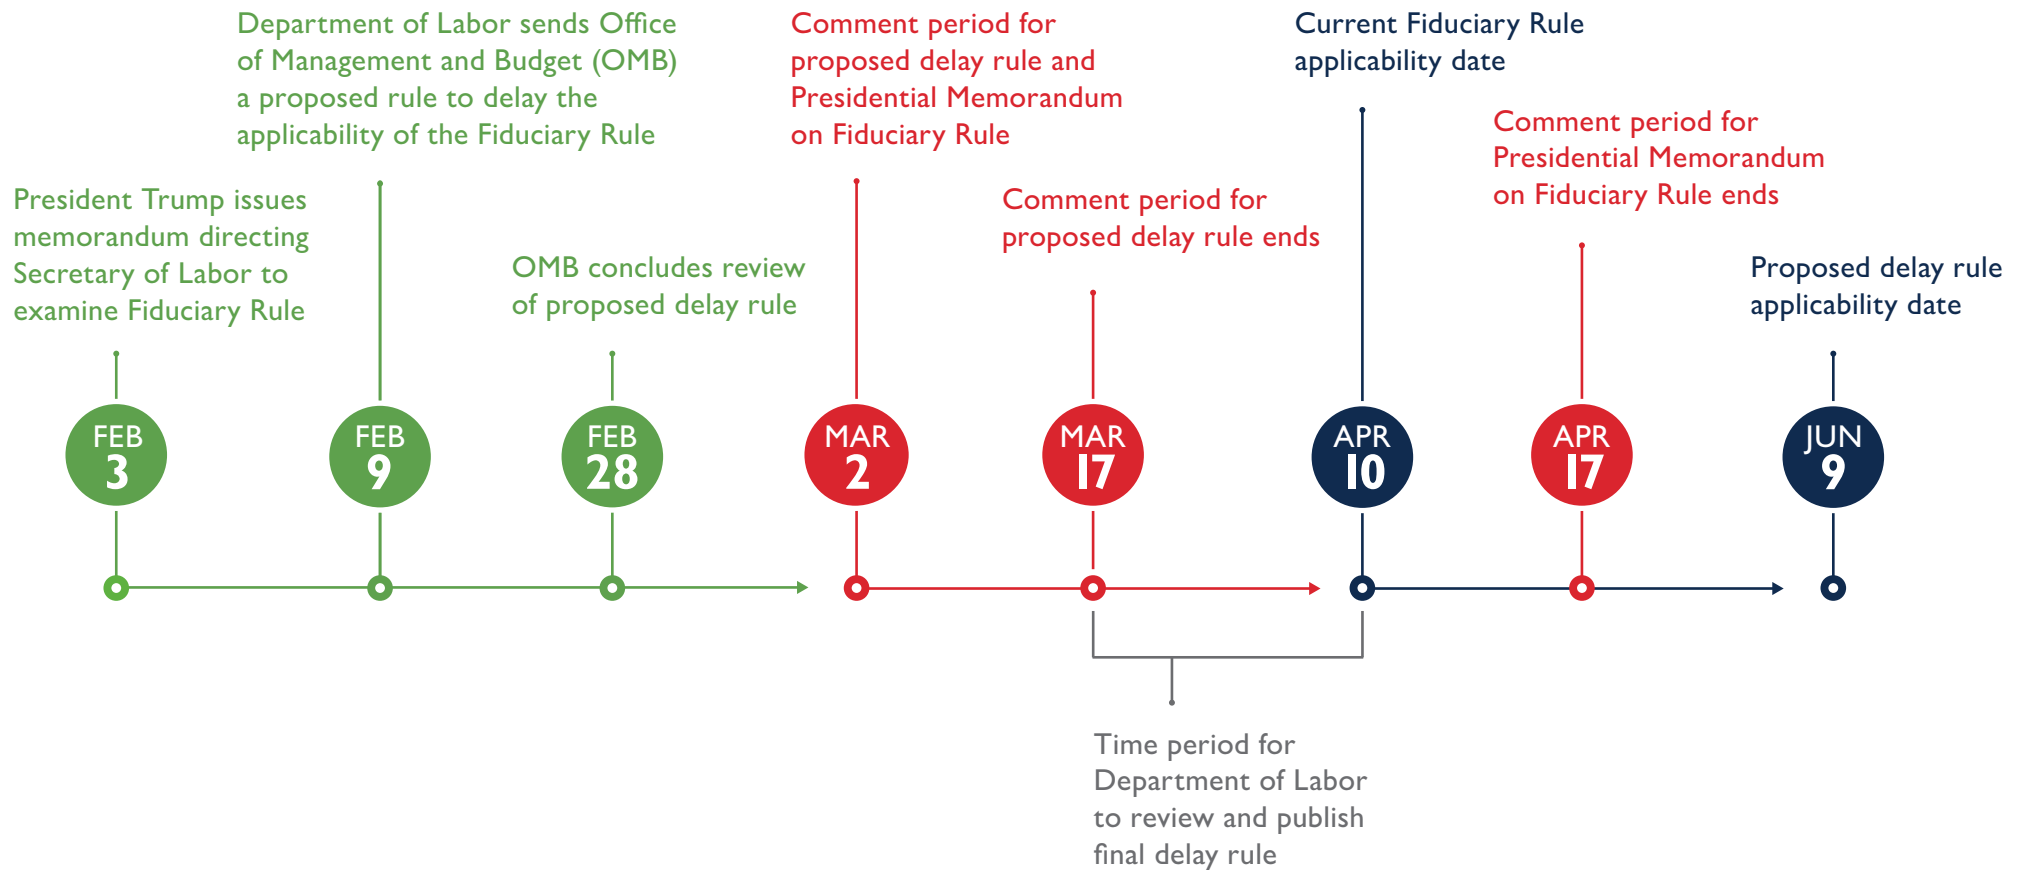 President Trump issues
memorandum directing
Secretary of Labor to
examine Fiduciary Rule
FEB
3
Department of Labor sends Office
of Management and Budget (OMB)
a proposed rule to delay the
applicability of the Fiduciary Rule
FEB
9
OMB concludes review
of proposed delay rule
FEB
28
Comment period for
proposed delay rule and
Presidential Memorandum
on Fiduciary Rule
MAR
2
Comment period for
proposed delay rule ends
MAR
17
Current Fiduciary Rule
applicability date
APR
10
Comment period for
Presidential Memorandum
on Fiduciary Rule ends
APR
17
Proposed delay rule
applicability date
JUN
9
Time period for
Department of Labor
to review and publish
final delay rule